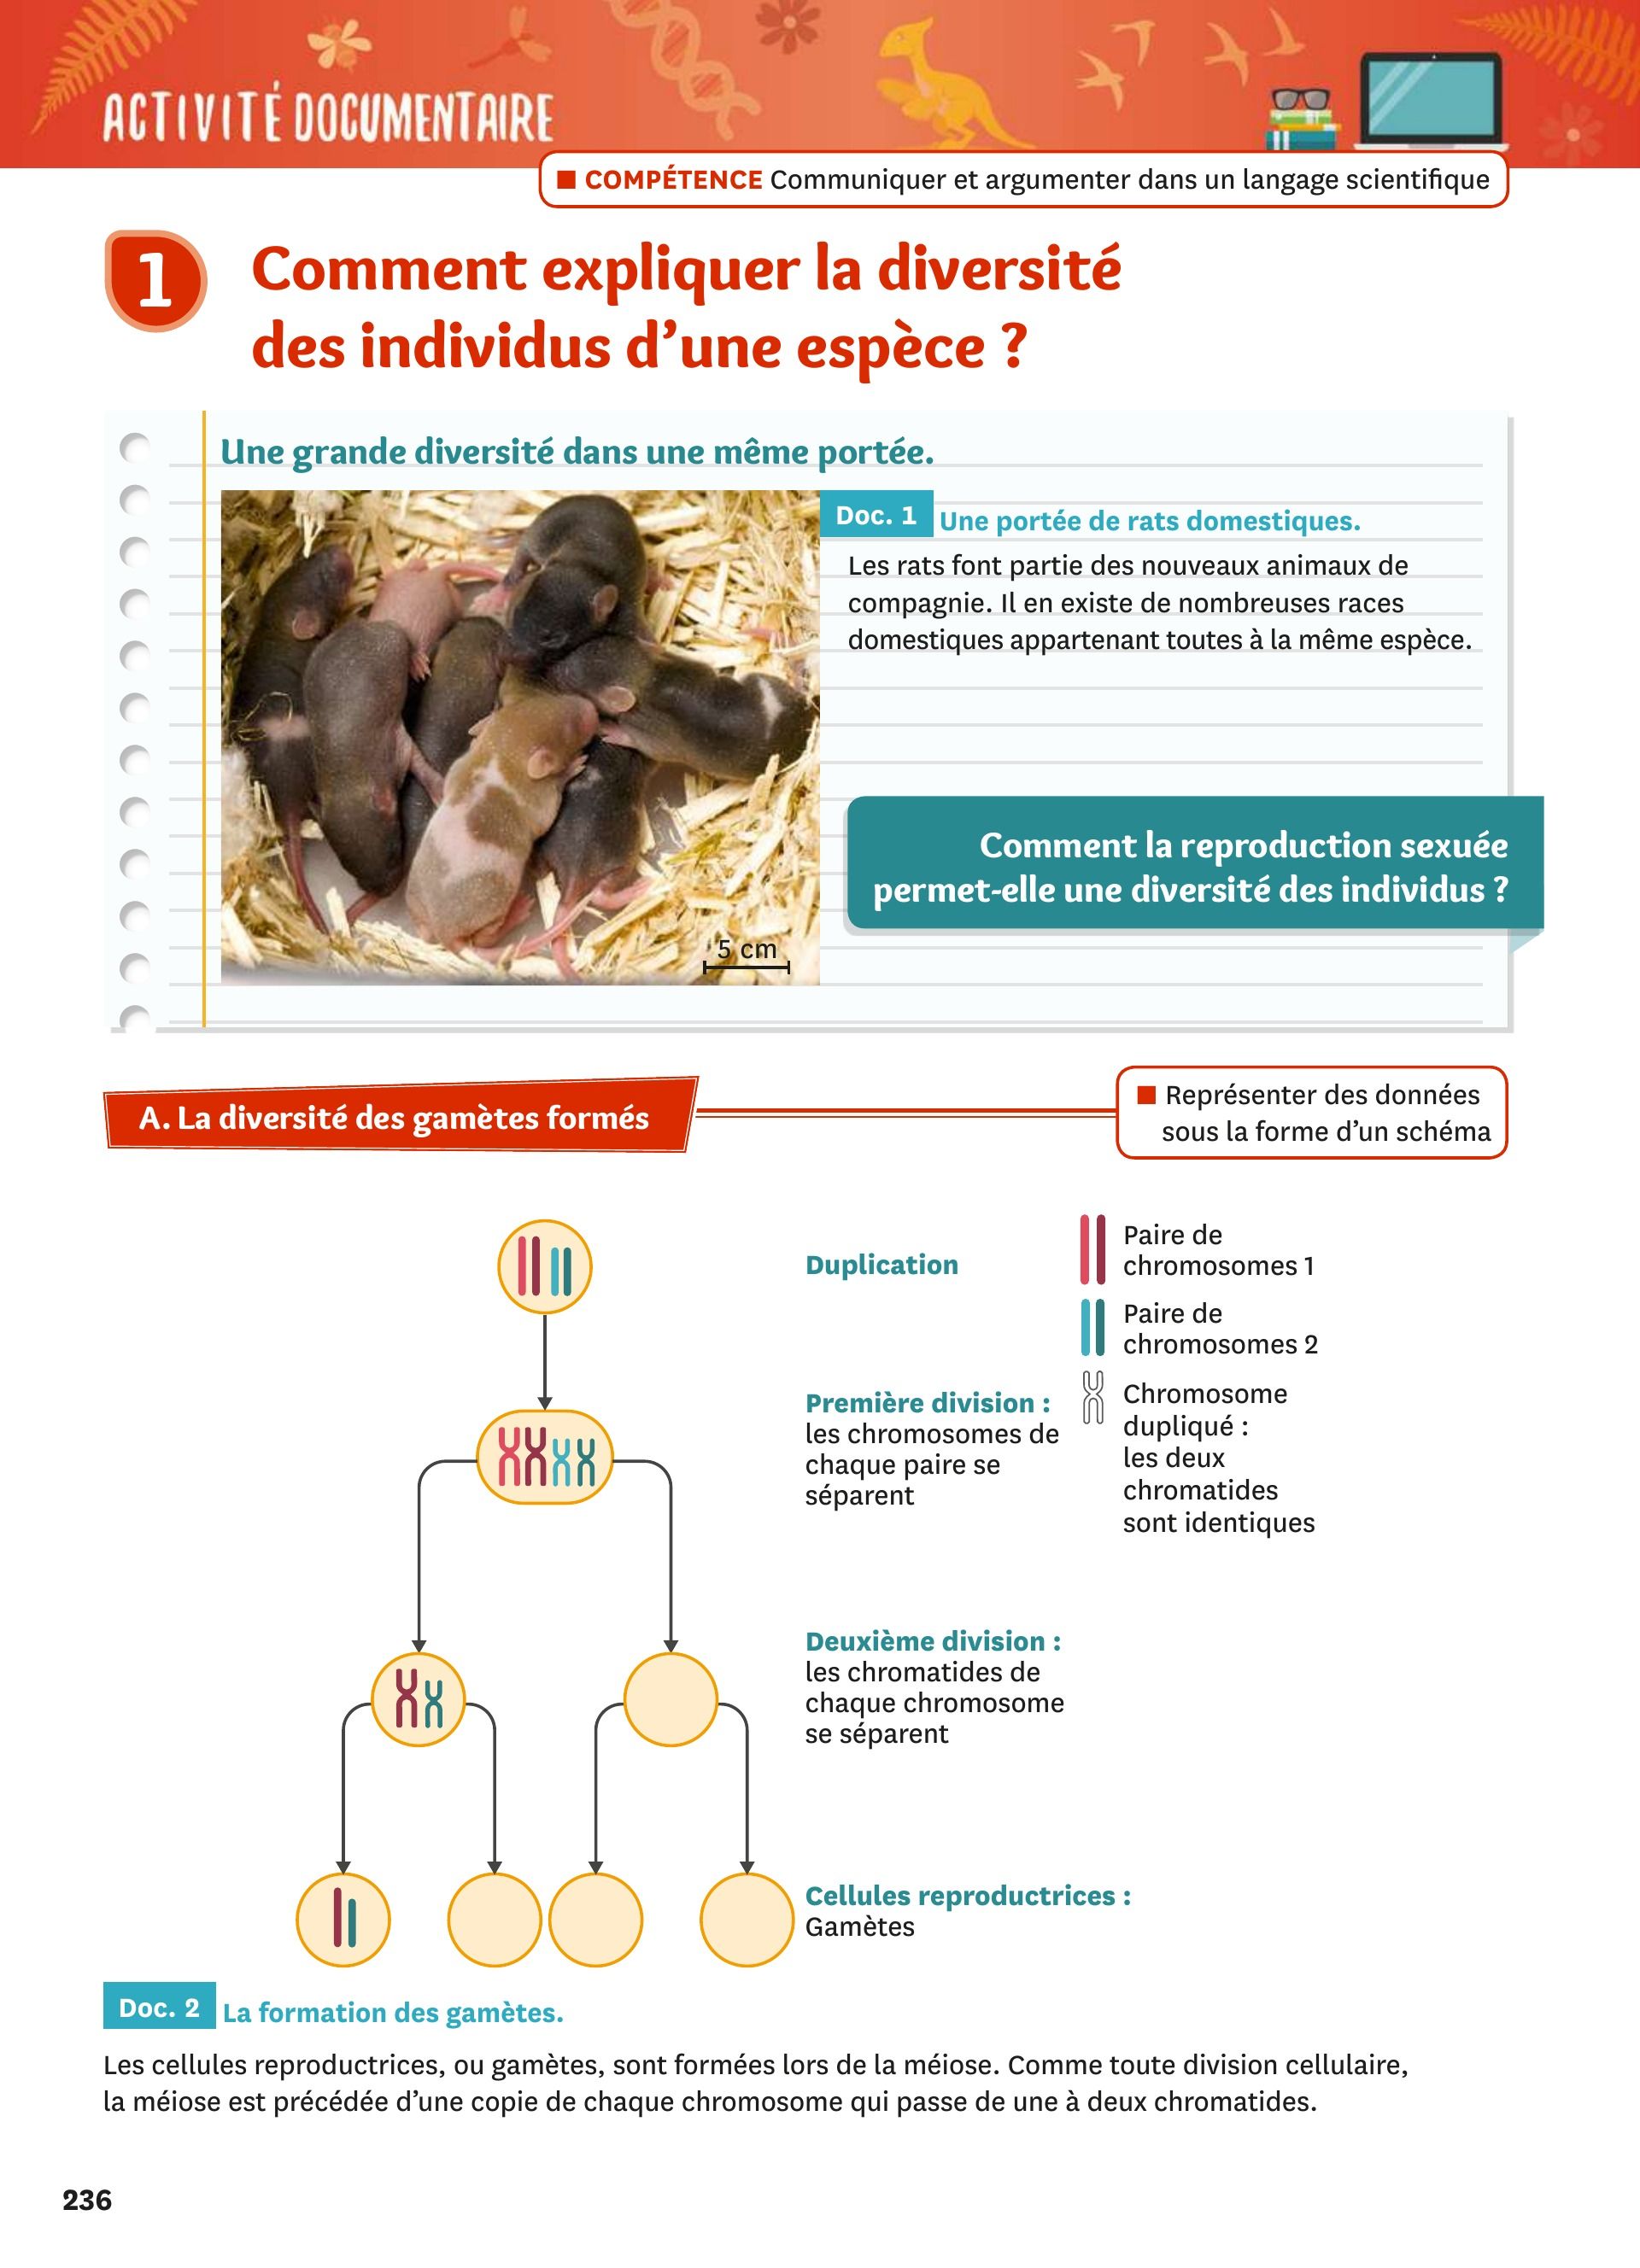 ACTIVITÉ DOCUMENTAIRE
■ COMPÉTENCE Communiquer et argumenter dans un langage scientifique
1
Comment expliquer la diversité
des individus d’une espèce ?
Une grande diversité dans une même portée.
Doc. 1 Une portée de rats domestiques.
Les rats font partie des nouveaux animaux de
compagnie. Il en existe de nombreuses races
domestiques appartenant toutes à la même espèce.
Comment la reproduction sexuée
permet-elle une diversité des individus ?
5 cm
A. La diversité des gamètes formés
■ Représenter des données
sous la forme d’un schéma
Duplication
Paire de
chromosomes 1
Paire de
chromosomes 2
Chromosome
dupliqué :
les deux
chromatides
sont identiques
Première division :
les chromosomes de
chaque paire se
séparent
Deuxième division :
les chromatides de
chaque chromosome
se séparent
Cellules reproductrices :
Gamètes
Doc. 2 La formation des gamètes.
Les cellules reproductrices, ou gamètes, sont formées lors de la méiose. Comme toute division cellulaire,
la méiose est précédée d’une copie de chaque chromosome qui passe de une à deux chromatides.
236